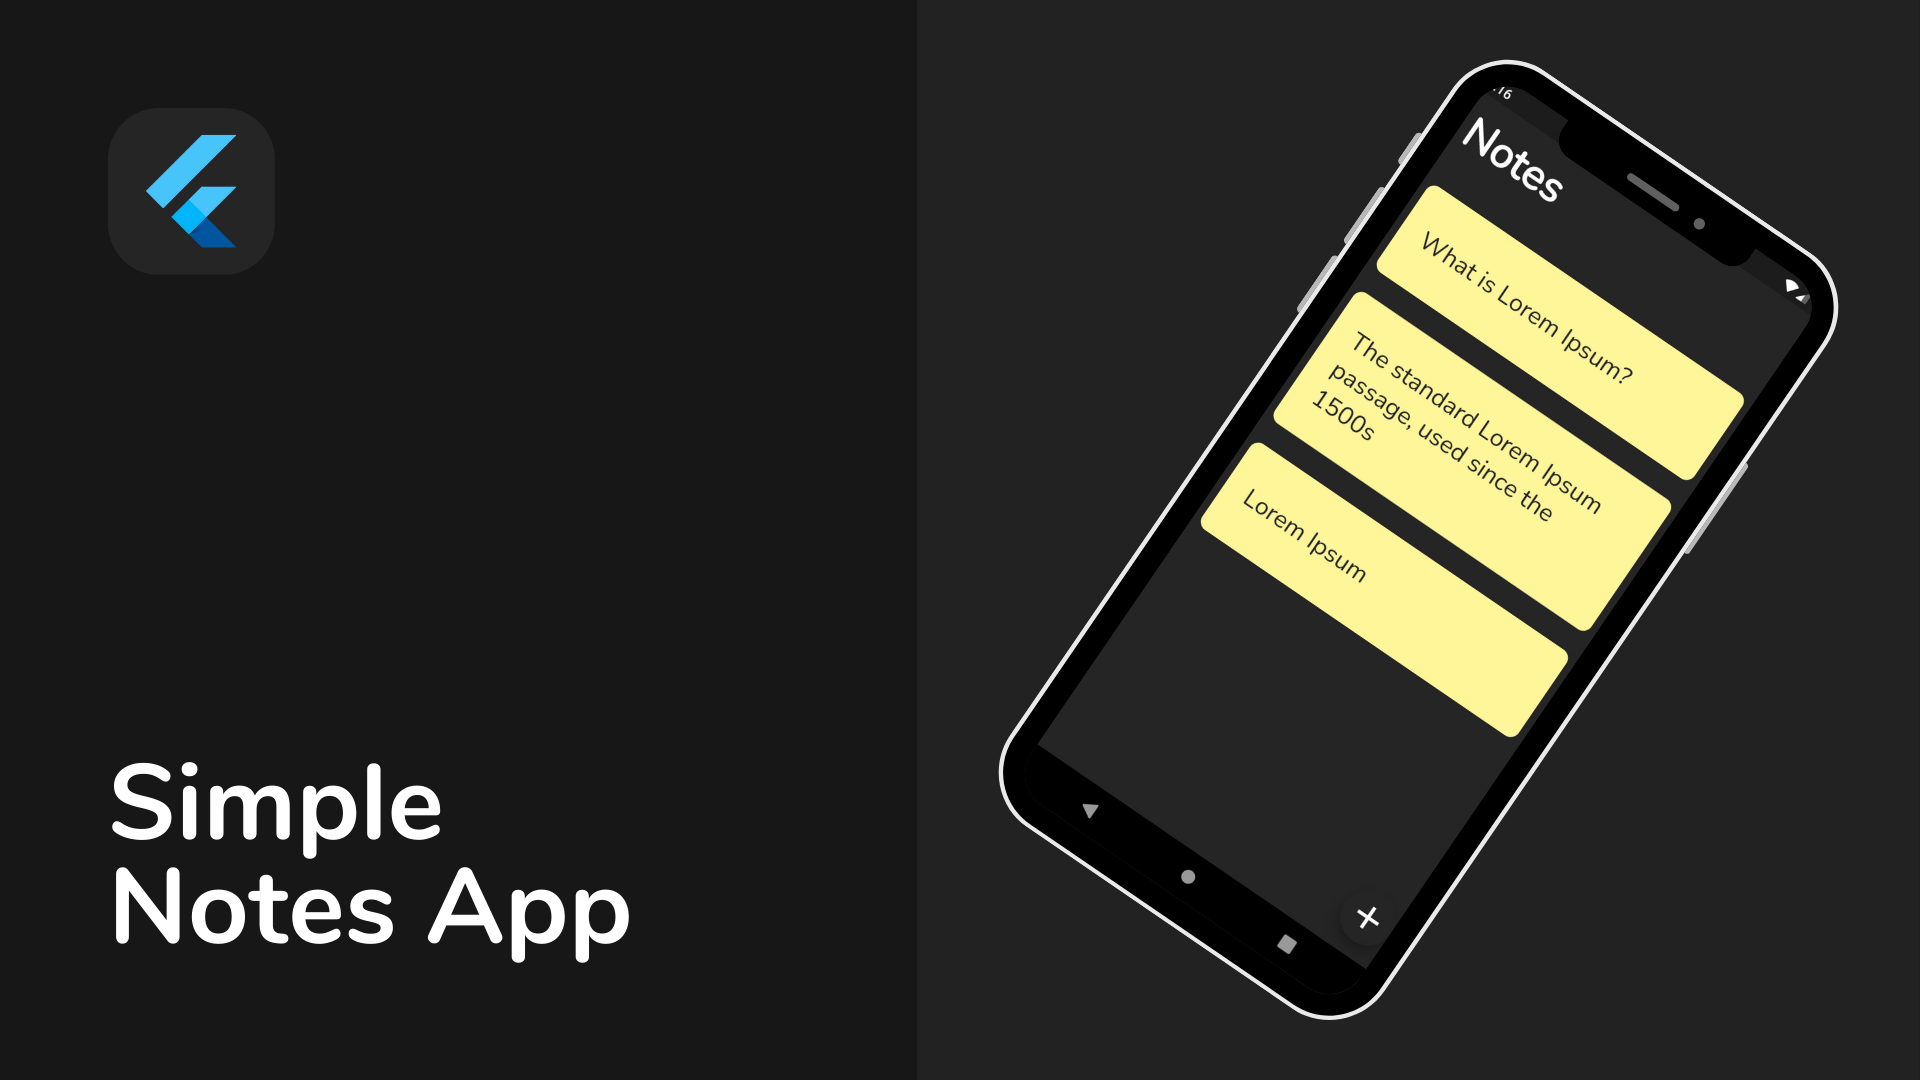 Simple
Notes App
Notes
What is Lorem Ipsum?
The standard Lorem Ipsum
passage, used since the
1500s
Lorem Ipsum